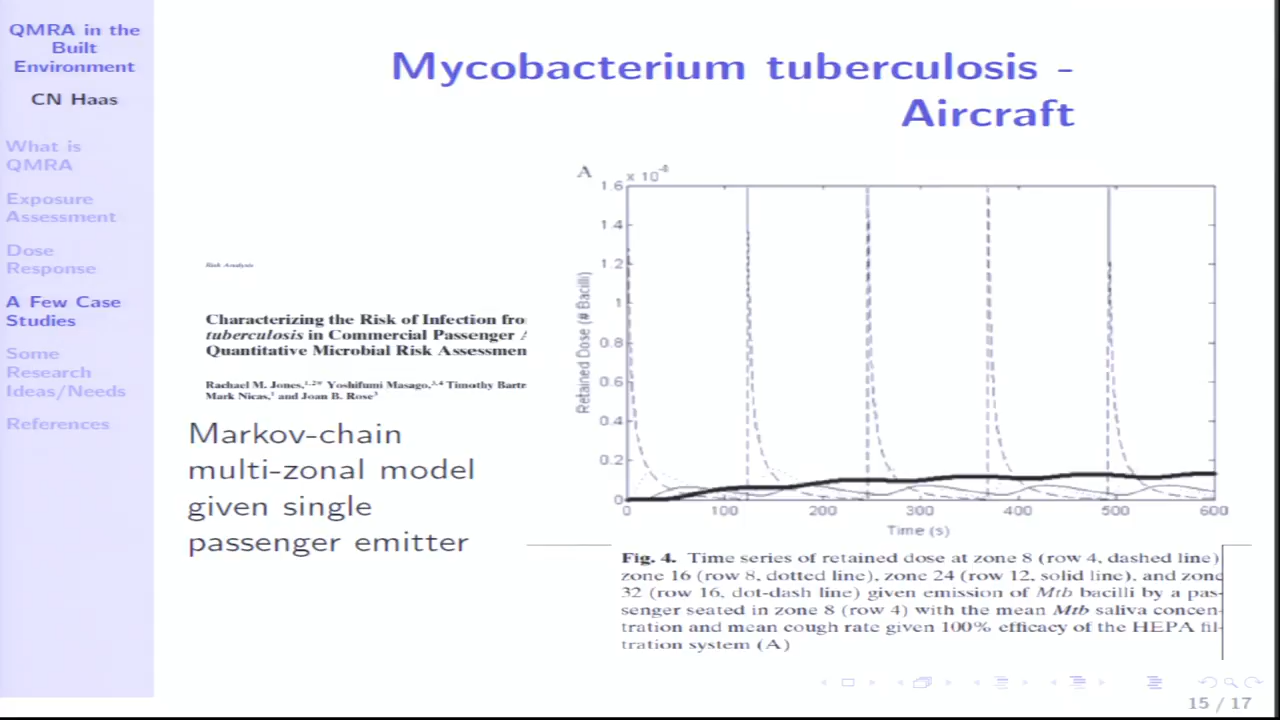 QMRA in the
Built
Environment
CN Haas
What is
QMRA
Exposure
Assessment
Dose
Response
A Few Case
Studies
Some
Research
Ideas/Needs
References
Mycobacterium tuberculosis -
Aircraft
Risk Analysis
Characterizing the Risk of Infection fro
tuberculosis in Commercial Passenger A
Quantitative Microbial Risk Assessmen
Rachael M. Jones,1,2* Yoshifumi Masago,3,4 Timothy Bartr
Mark Nicas,1 and Joan B. Rose3
Markov-chain
multi-zonal model
given single
passenger emitter
A
1.6
1.4
1.2
1
0.8
0.6
0.4
0.2
0
Retained Dose (# Bacilli)
0 100 200 300 400 500 600
Time (s)
Fig. 4. Time series of retained dose at zone 8 (row 4, dashed line)
zone 16 (row 8, dotted line), zone 24 (row 12, solid line), and zone
32 (row 16, dot-dash line) given emission of Mtb bacilli by a pas-
senger seated in zone 8 (row 4) with the mean Mtb saliva concen-
tration and mean cough rate given 100% efficacy of the HEPA fil-
tration system (A)
15 / 17